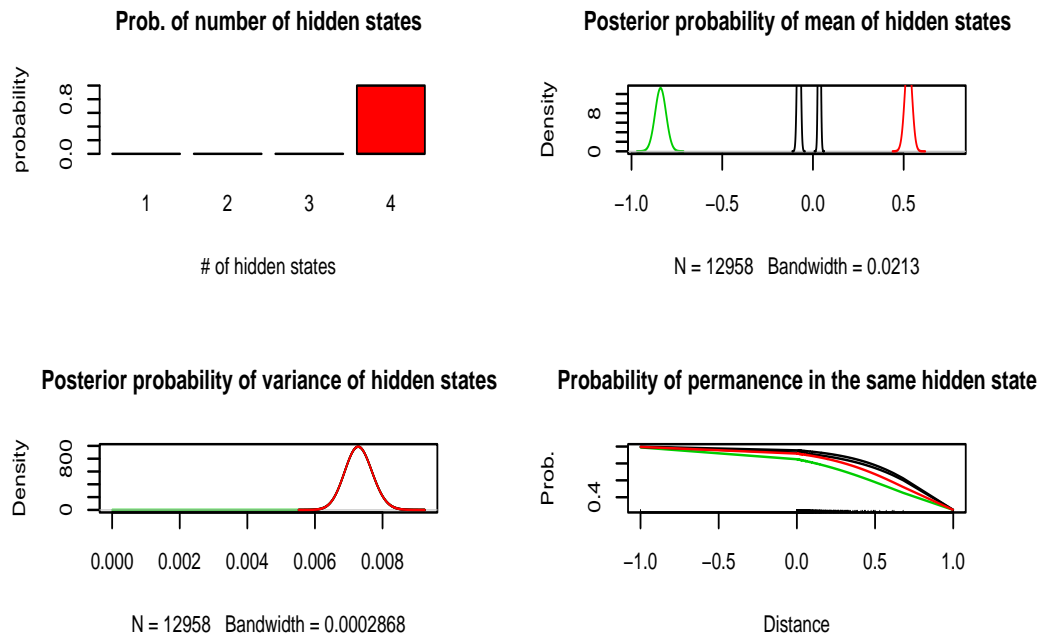 Prob. of number of hidden states
probability
0.8
0.0
1 2 3 4
# of hidden states
Posterior probability of mean of hidden states
Density
8
0
−1.0 −0.5 0.0 0.5
N = 12958 Bandwidth = 0.0213
Posterior probability of variance of hidden states
Density
800
0
0.000 0.002 0.004 0.006 0.008
N = 12958 Bandwidth = 0.0002868
Probability of permanence in the same hidden state
Prob.
0.4
−1.0 −0.5 0.0 0.5 1.0
Distance